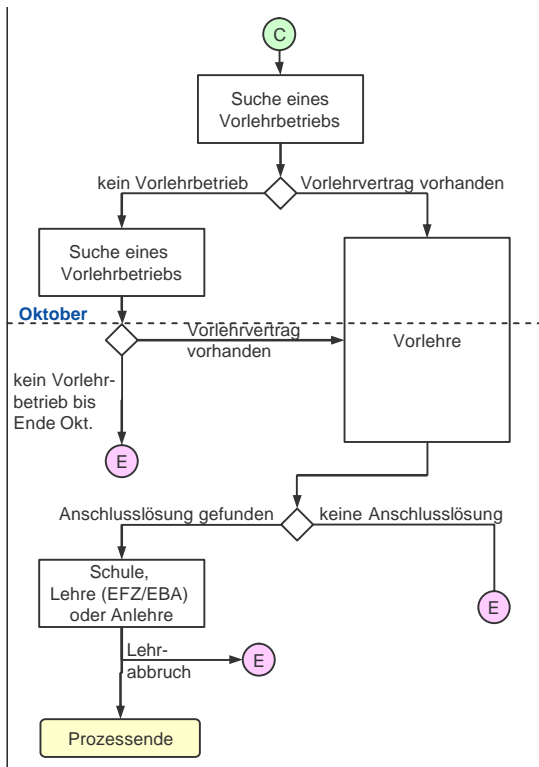 C
Suche eines
Vorlehrbetriebs
kein Vorlehrbetrieb
Vorlehrvertrag vorhanden
Suche eines
Vorlehrbetriebs
Oktober
Vorlehrvertrag
vorhanden
Vorlehre
kein Vorlehr-
betrieb bis
Ende Okt.
E
Anschlusslösung gefunden
keine Anschlusslösung
Schule,
Lehre (EFZ/EBA)
oder Anlehre
E
Lehr-
abbruch
E
Prozessende